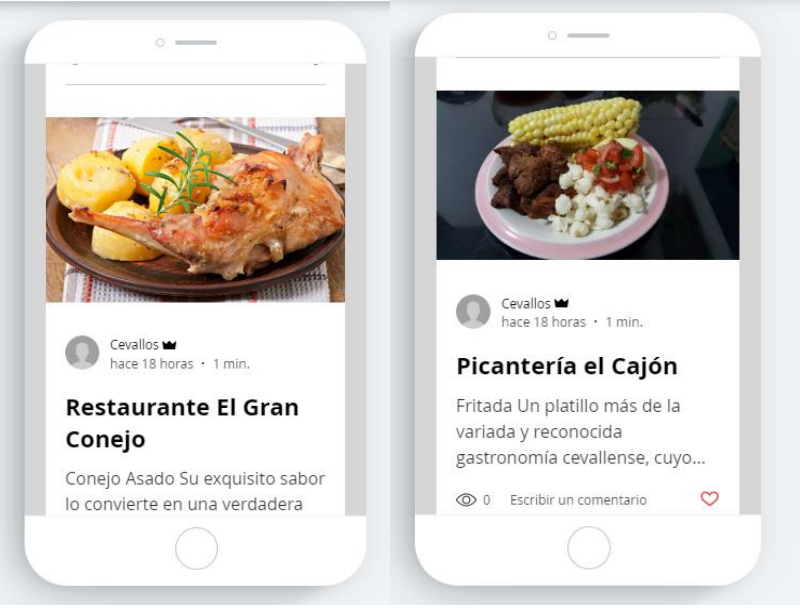 Cevallos
hace 18 horas · 1 min.
Restaurante El Gran
Conejo
Conejo Asado Su exquisito sabor
lo convierte en una verdadera
Cevallos
hace 18 horas · 1 min.
Picantería el Cajón
Fritada Un platillo más de la
variada y reconocida
gastronomía cevallense, cuyo...
0 Escribir un comentario